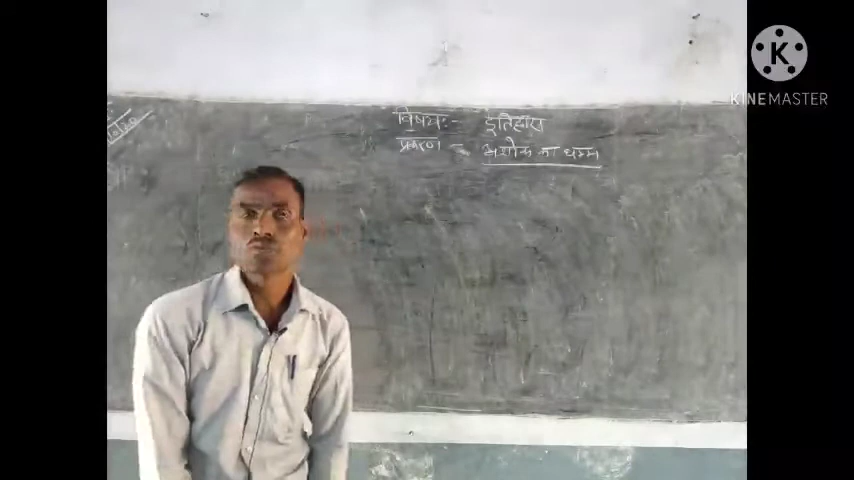 विषय :- इतिहास
प्रकरण - अशोक का धम्म
K
KINEMASTER